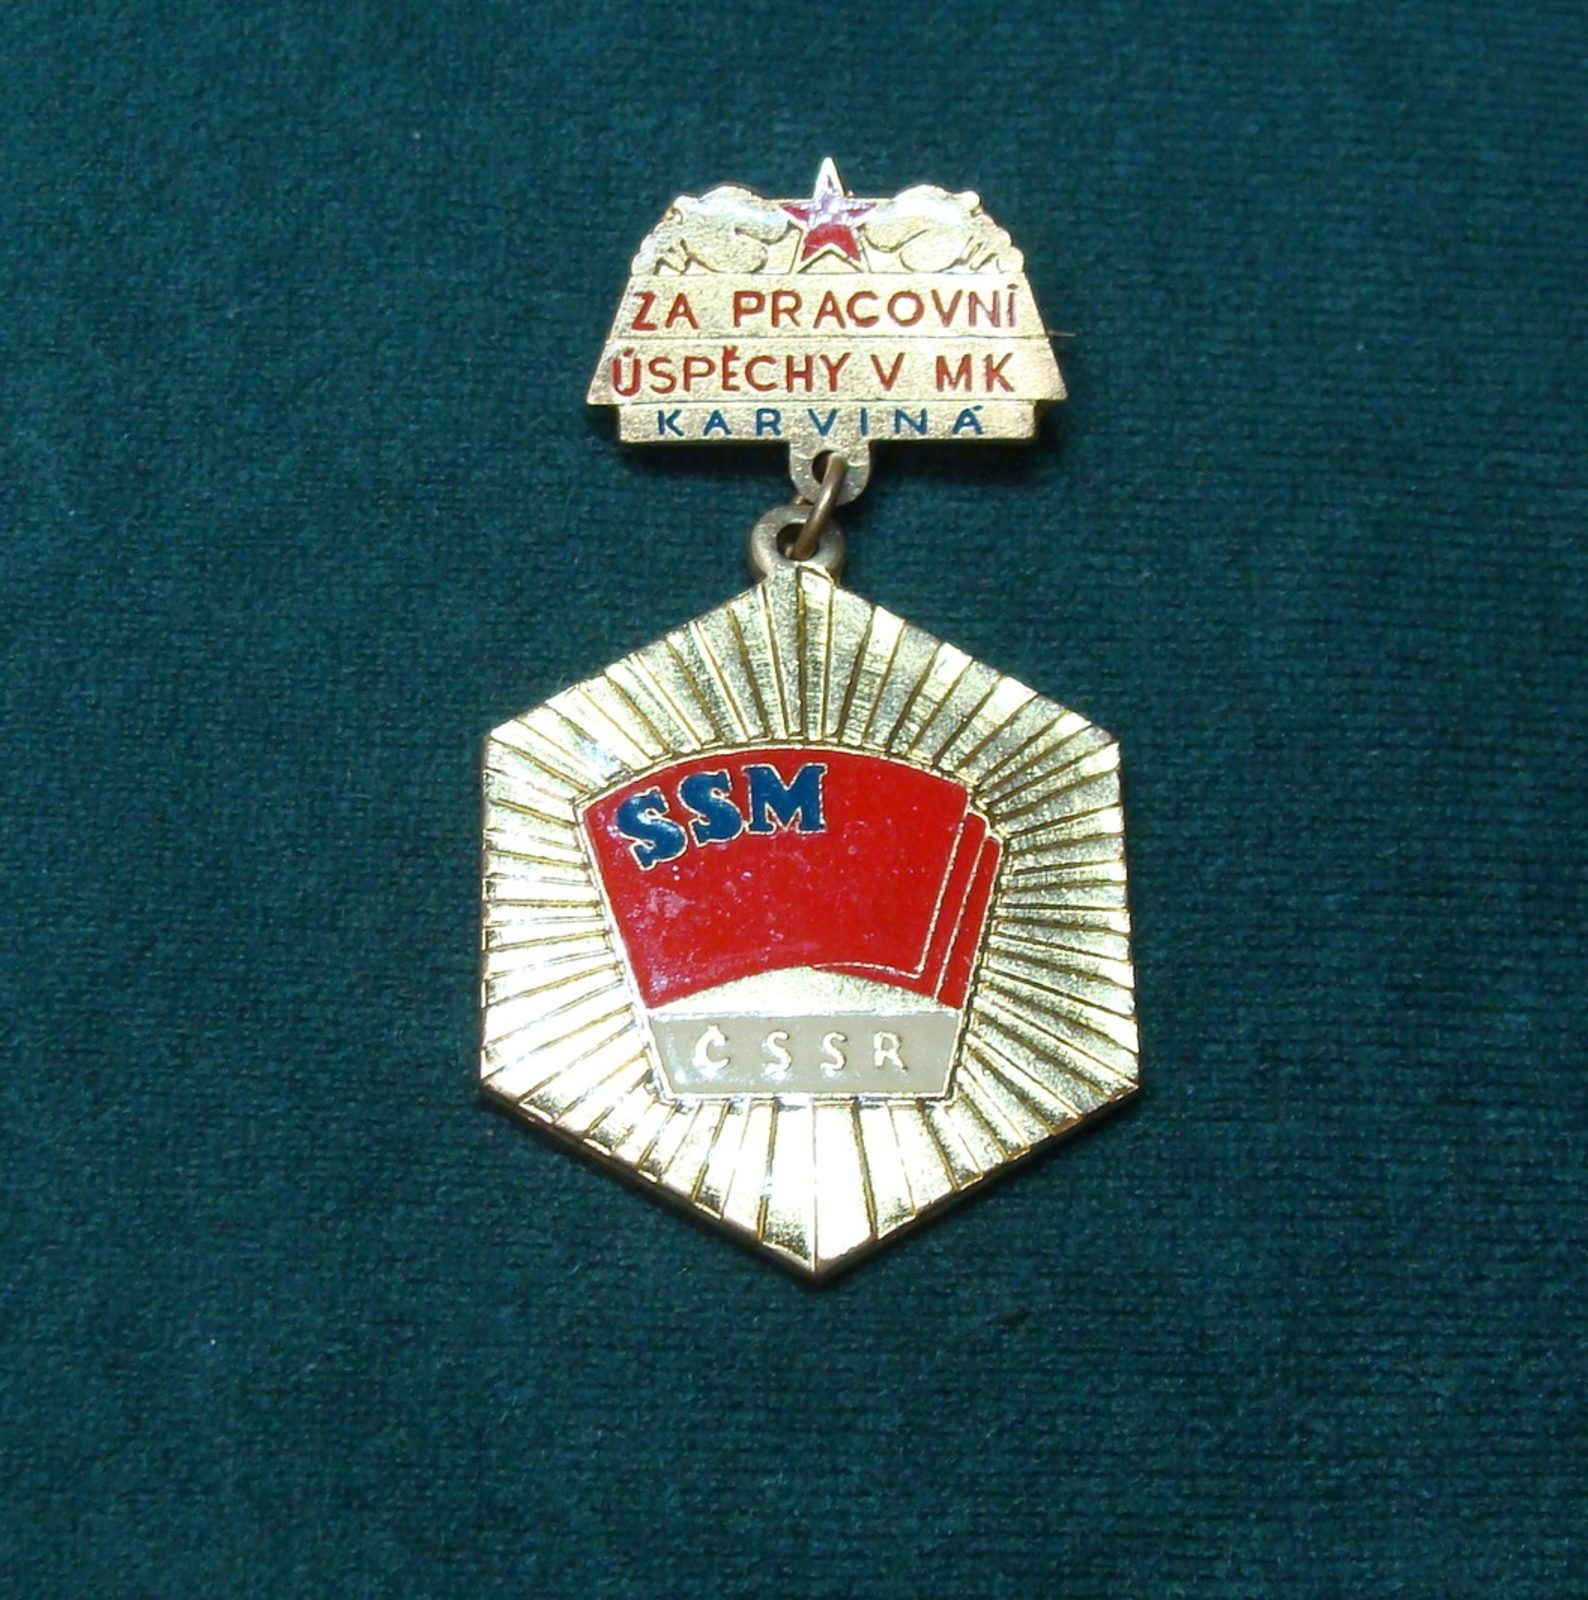 ZA PRACOVNÍ
ÚSPĚCHY V MK
KARVINÁ
SSM
ČSSR